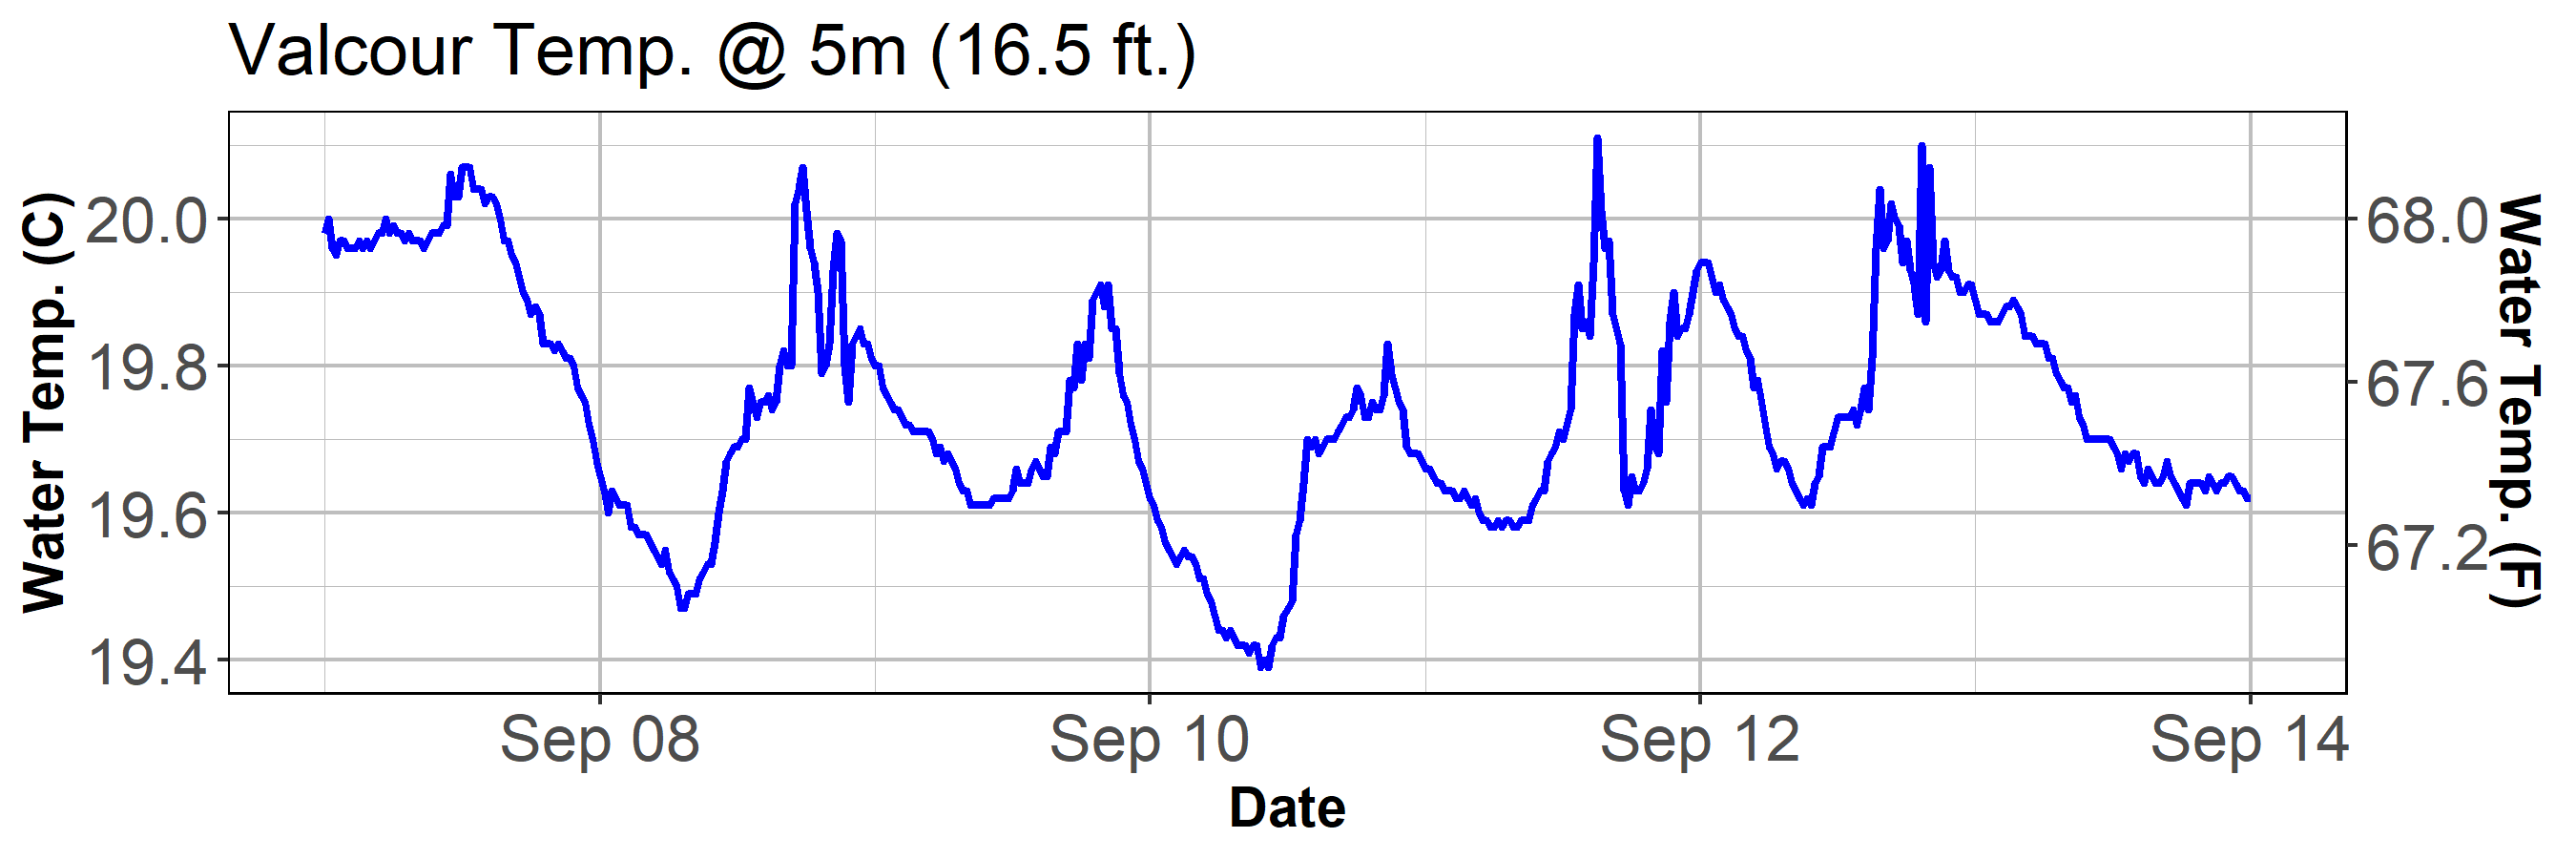 Valcour Temp. @ 5m (16.5 ft.)
Water Temp. (C)
20.0
19.8
19.6
19.4
68.0
67.6
67.2
Water Temp. (F)
Sep 08
Sep 10
Sep 12
Sep 14
Date